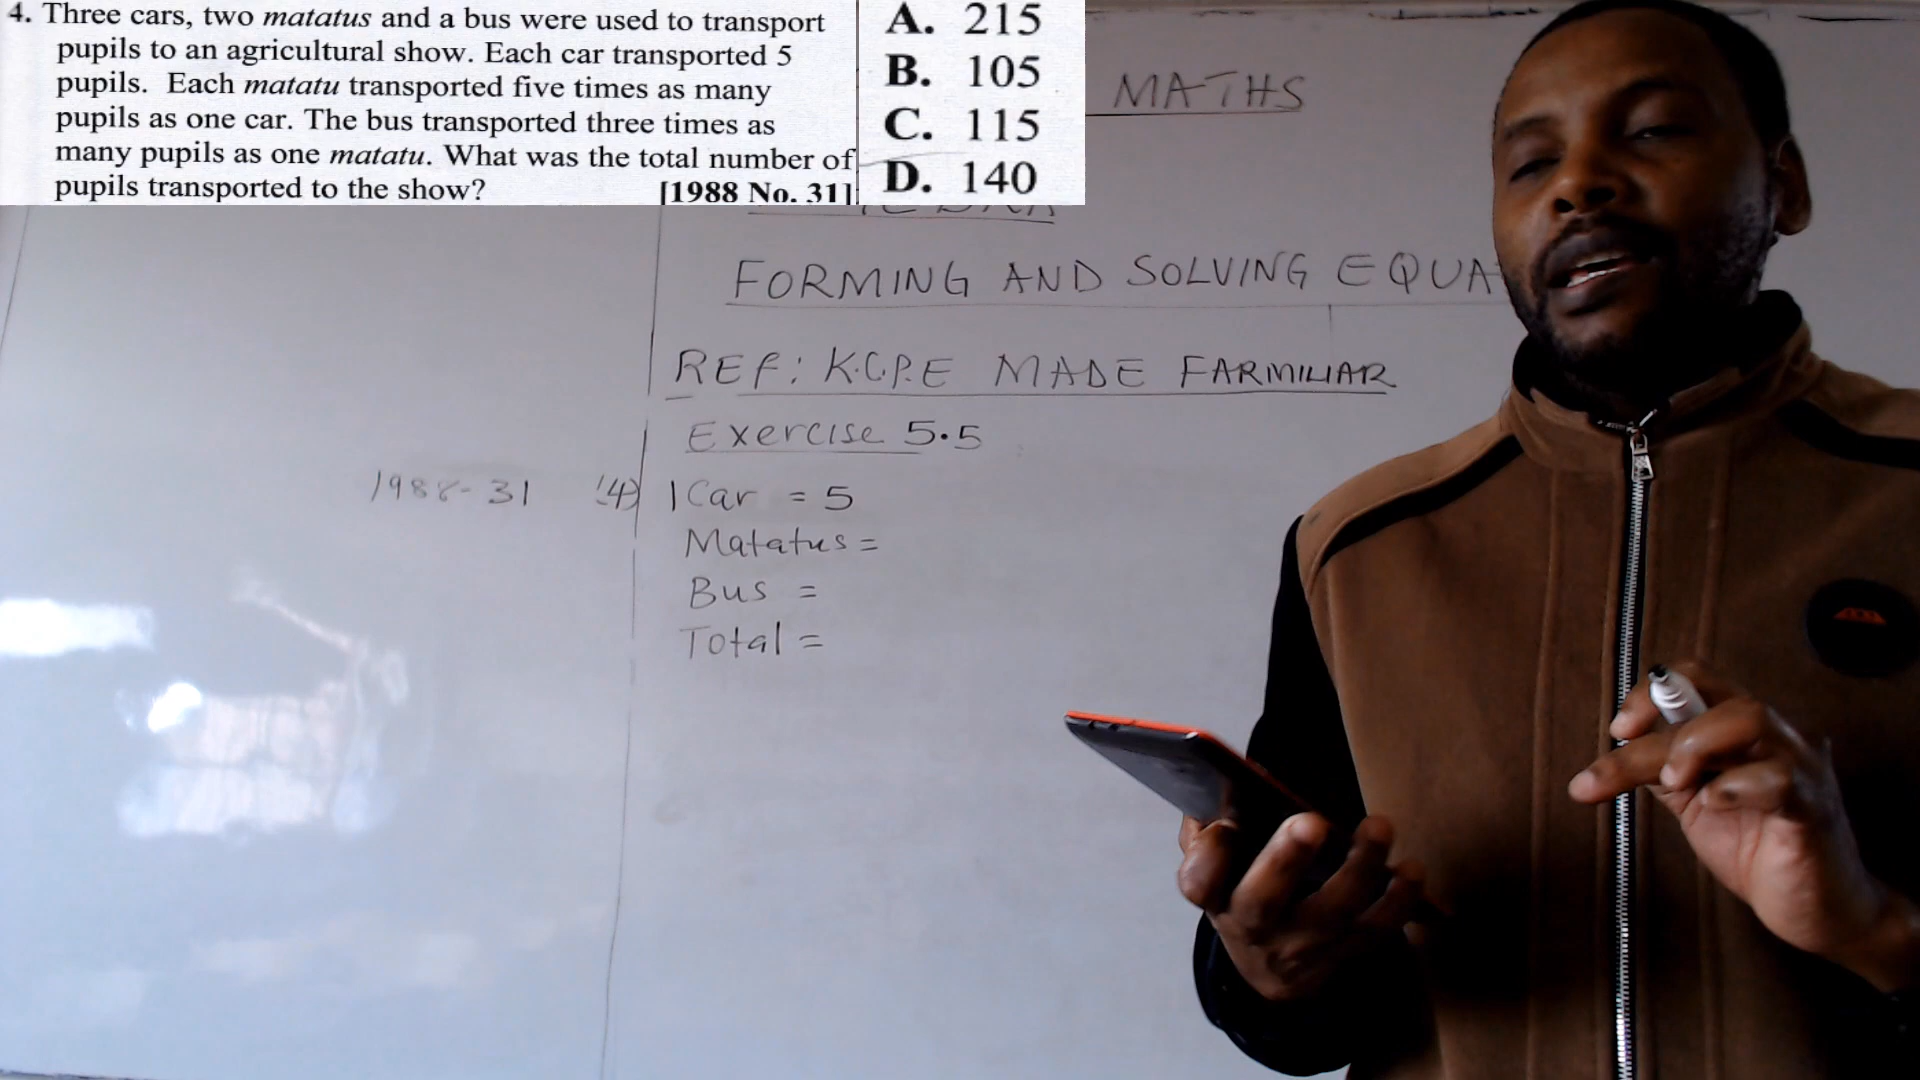 4. Three cars, two matatus and a bus were used to transport
pupils to an agricultural show. Each car transported 5
pupils. Each matatu transported five times as many
pupils as one car. The bus transported three times as
many pupils as one matatu. What was the total number of
pupils transported to the show? [1988 No. 31]
A. 215
B. 105
C. 115
D. 140
MATHS
FORMING AND SOLVING EQUA
REF: K.C.P.E MADE FARMILIAR
Exercise 5.5
1988-31 (4) 1 Car = 5
Matatus =
Bus =
Total =